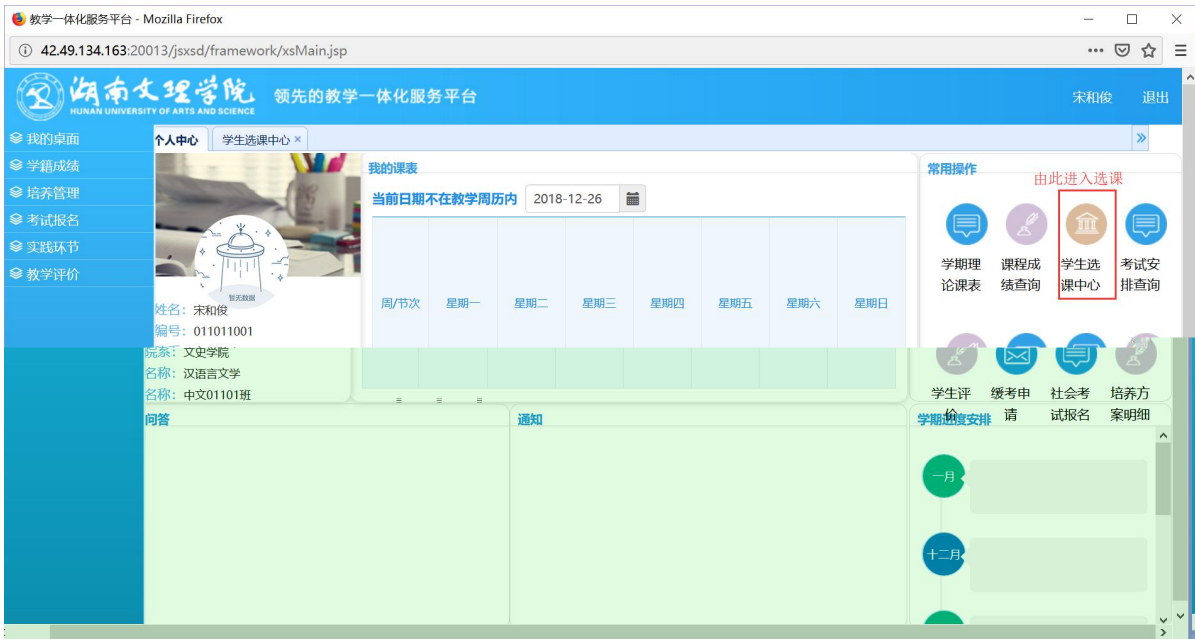 教学一体化服务平台 - Mozilla Firefox
42.49.134.163:20013/jsxsd/framework/xsMain.jsp
湖南文理学院
HUNAN UNIVERSITY OF ARTS AND SCIENCE
领先的教学一体化服务平台
宋和俊 退出
我的桌面
学籍成绩
培养管理
考试报名
实践环节
教学评价
个人中心 学生选课中心 ×
暂无数据
姓名：宋和俊
编号：011011001
院系：文史学院
名称：汉语言文学
名称：中文01101班
我的课表
当前日期不在教学周历内 2018-12-26
周/节次 星期一 星期二 星期三 星期四 星期五 星期六 星期日
常用操作
由此进入选课
学期理论课表
课程成绩查询
学生选课中心
考试安排查询
学生评价
缓考申请
社会考试报名
培养方案明细
问答
通知
学期进度安排
一月
十二月